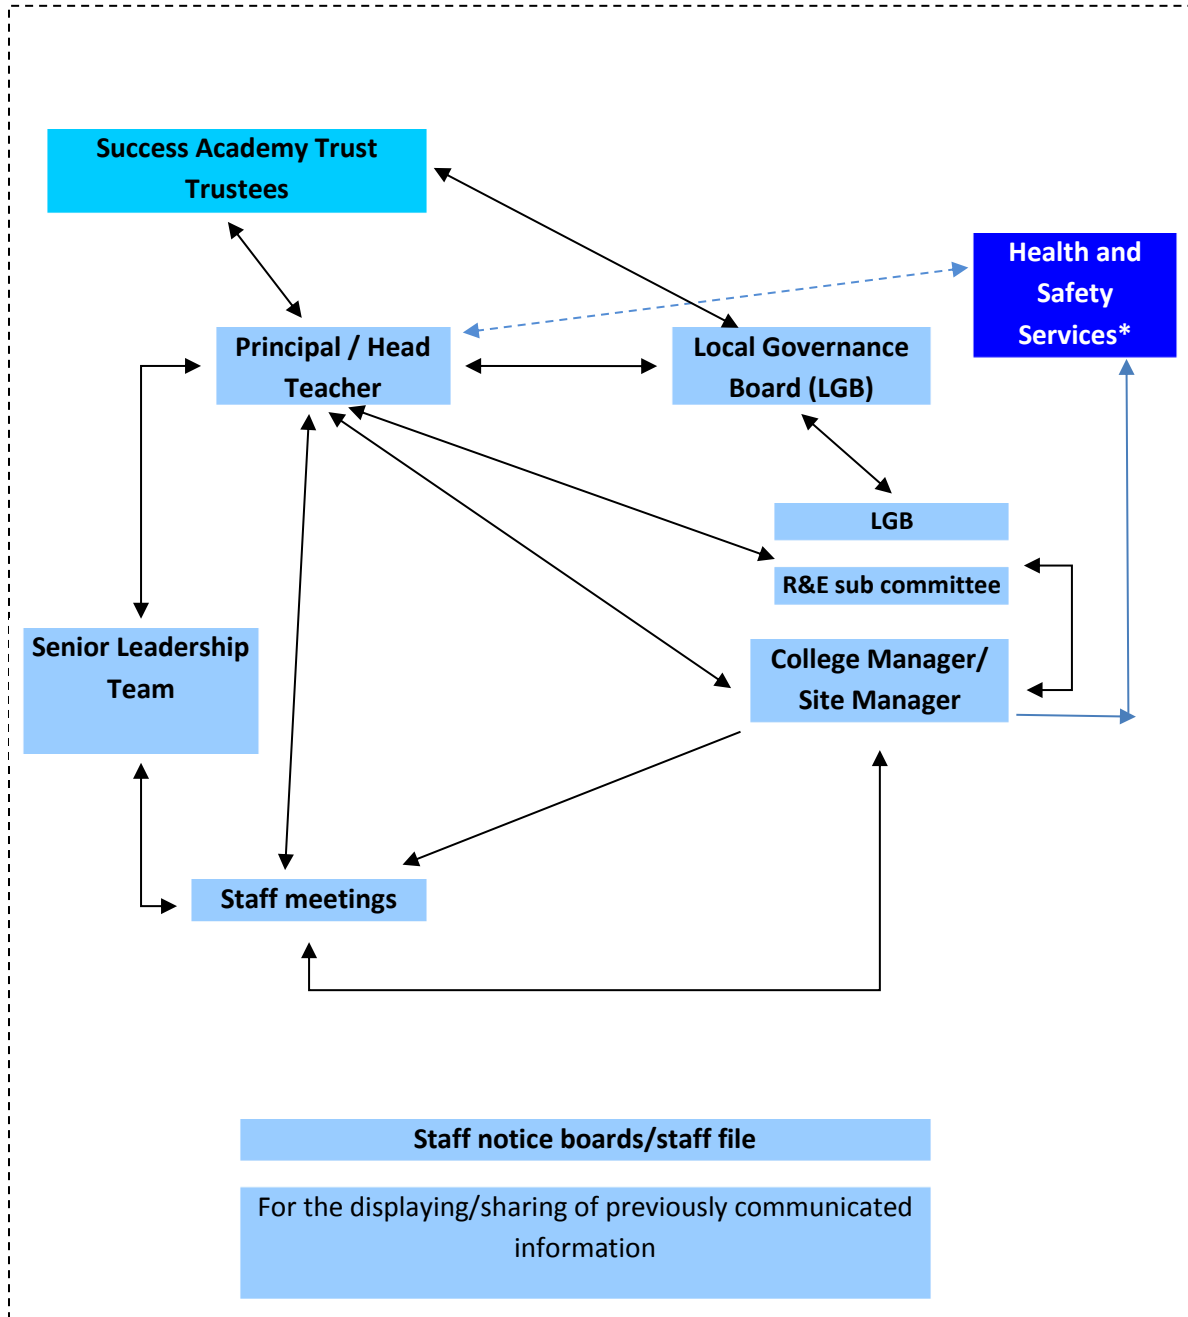 Success Academy Trust
Trustees
Health and
Safety
Services*
Principal / Head
Teacher
Local Governance
Board (LGB)
LGB
R&E sub committee
Senior Leadership
Team
College Manager/
Site Manager
Staff meetings
Staff notice boards/staff file
For the displaying/sharing of previously communicated
information